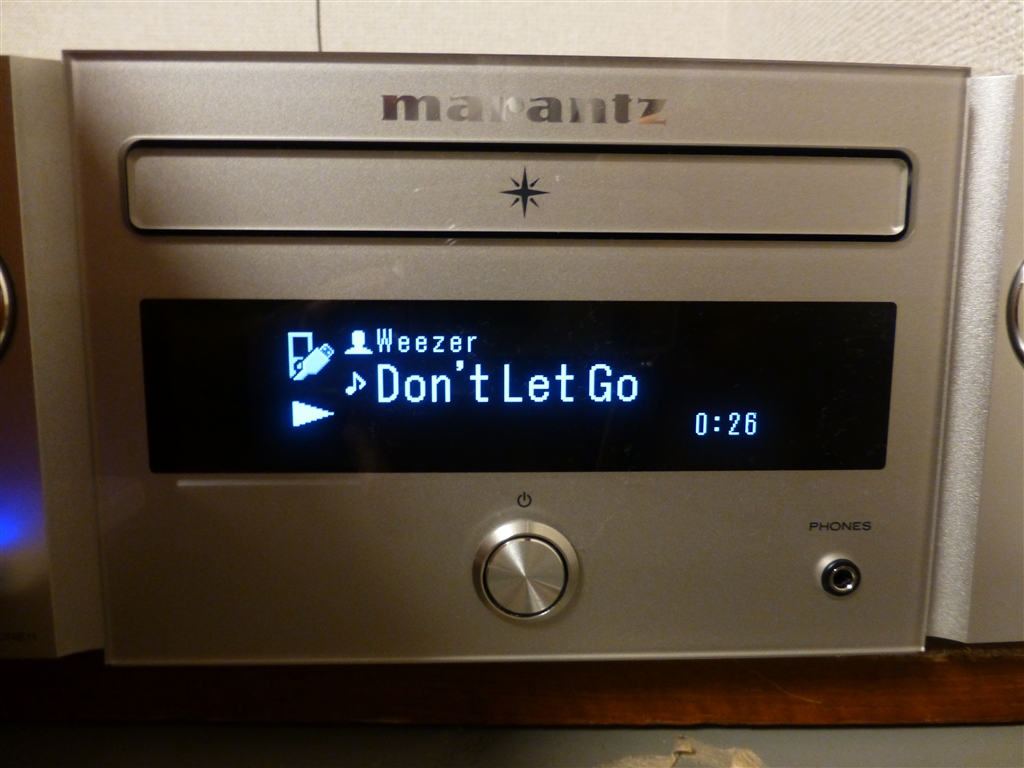 marantz
Weezer
Don't Let Go
0:26
PHONES